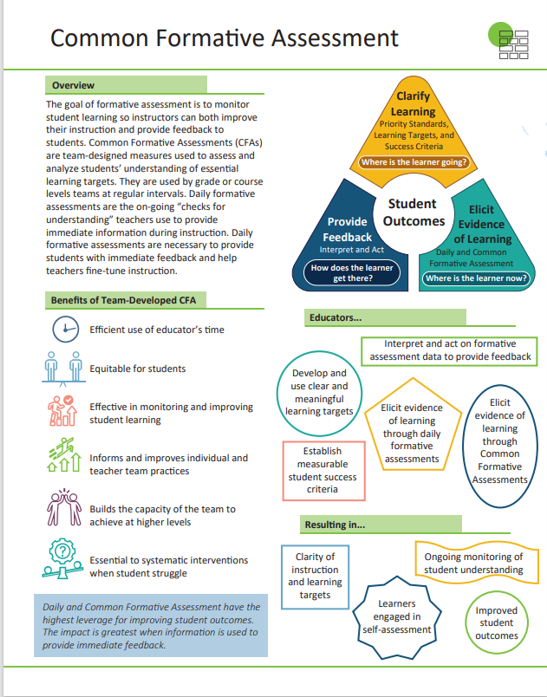 Common Formative Assessment
Overview
The goal of formative assessment is to monitor
student learning so instructors can both improve
their instruction and provide feedback to
students. Common Formative Assessments (CFAs)
are team-designed measures used to assess and
analyze students' understanding of essential
learning targets. They are used by grade or course
levels teams at regular intervals. Daily formative
assessments are the on-going "checks for
understanding" teachers use to provide
immediate information during instruction. Daily
formative assessments are necessary to provide
students with immediate feedback and help
teachers fine-tune instruction.
Benefits of Team-Developed CFA
Efficient use of educator's time
Equitable for students
Effective in monitoring and improving
student learning
Informs and improves individual and
teacher team practices
Builds the capacity of the team to
achieve at higher levels
Essential to systematic interventions
when student struggle
Daily and Common Formative Assessment have the
highest leverage for improving student outcomes.
The impact is greatest when information is used to
provide immediate feedback.
Clarify
Learning
Priority Standards,
Learning Targets, and
Success Criteria
Where is the learner going?
Student
Outcomes
Provide
Feedback
Interpret and Act
How does the learner
get there?
Elicit
Evidence
of Learning
Daily and Common
Formative Assessment
Where is the learner now?
Educators...
Interpret and act on formative
assessment data to provide feedback
Develop and
use clear and
meaningful
learning targets
Elicit evidence
of learning
through daily
formative
assessments
Elicit
evidence of
learning
through
Common
Formative
Assessments
Establish
measurable
student success
criteria
Resulting in...
Clarity of
instruction
and learning
targets
Ongoing monitoring of
student understanding
Learners
engaged in
self-assessment
Improved
student
outcomes